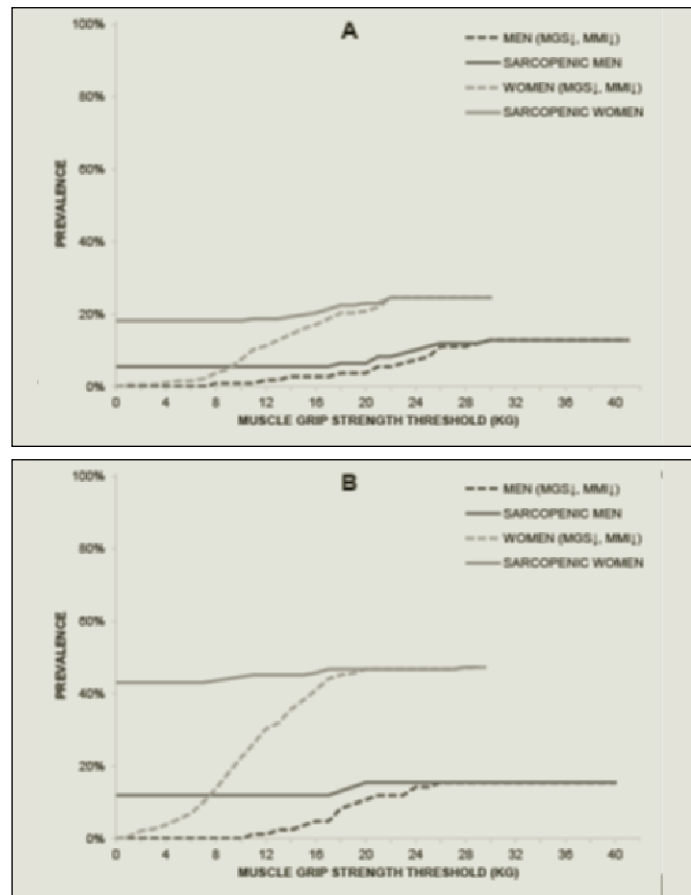 A
100%
80%
60%
40%
20%
0%
PREVALENCE
MEN (MGS↓, MMI↓)
SARCOPENIC MEN
WOMEN (MGS↓, MMI↓)
SARCOPENIC WOMEN
0 4 8 12 16 20 24 28 32 36 40
MUSCLE GRIP STRENGTH THRESHOLD (KG)
B
100%
80%
60%
40%
20%
0%
PREVALENCE
MEN (MGS↓, MMI↓)
SARCOPENIC MEN
WOMEN (MGS↓, MMI↓)
SARCOPENIC WOMEN
0 4 8 12 16 20 24 28 32 36 40
MUSCLE GRIP STRENGTH THRESHOLD (KG)